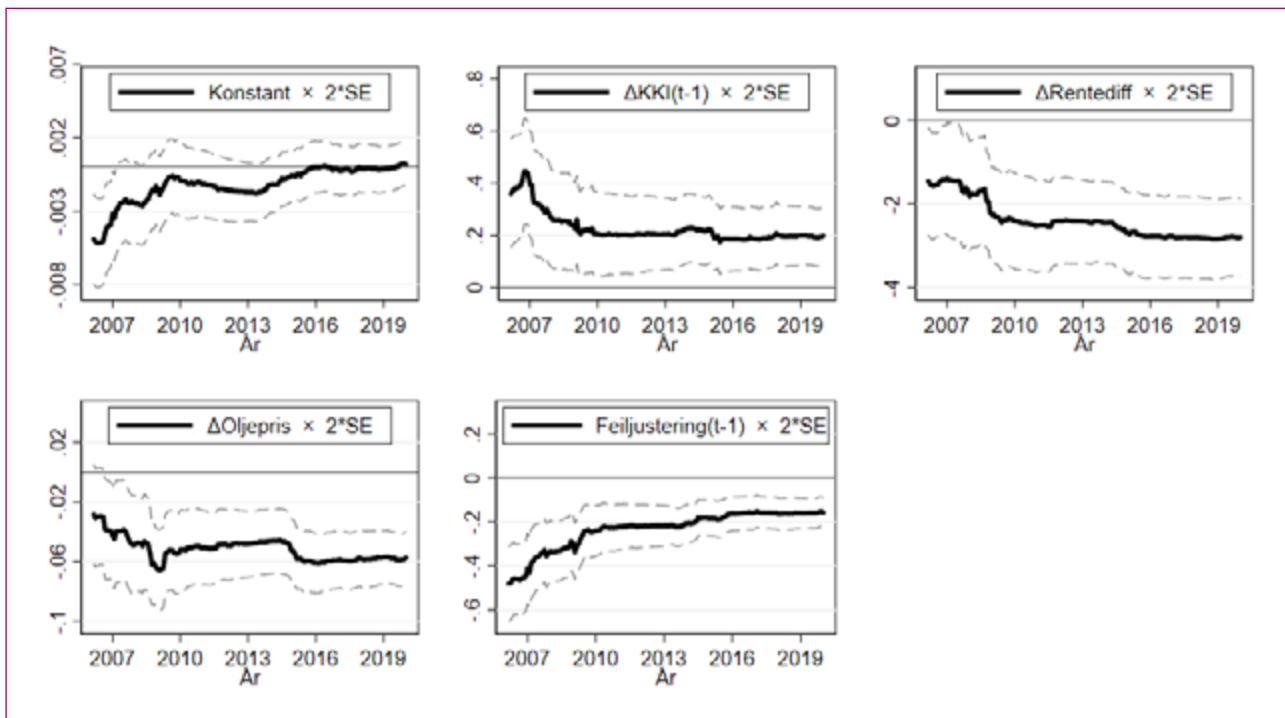 Konstant × 2*SE
.007
.002
-.003
-.008
2007 2010 2013 2016 2019
År
ΔKKI(t-1) × 2*SE
.8
.6
.4
.2
0
2007 2010 2013 2016 2019
År
ΔRentediff × 2*SE
0
-2
-4
2007 2010 2013 2016 2019
År
ΔOljepris × 2*SE
.02
-.02
-.06
-.1
2007 2010 2013 2016 2019
År
Feiljustering(t-1) × 2*SE
.2
0
-.2
-.4
-.6
2007 2010 2013 2016 2019
År